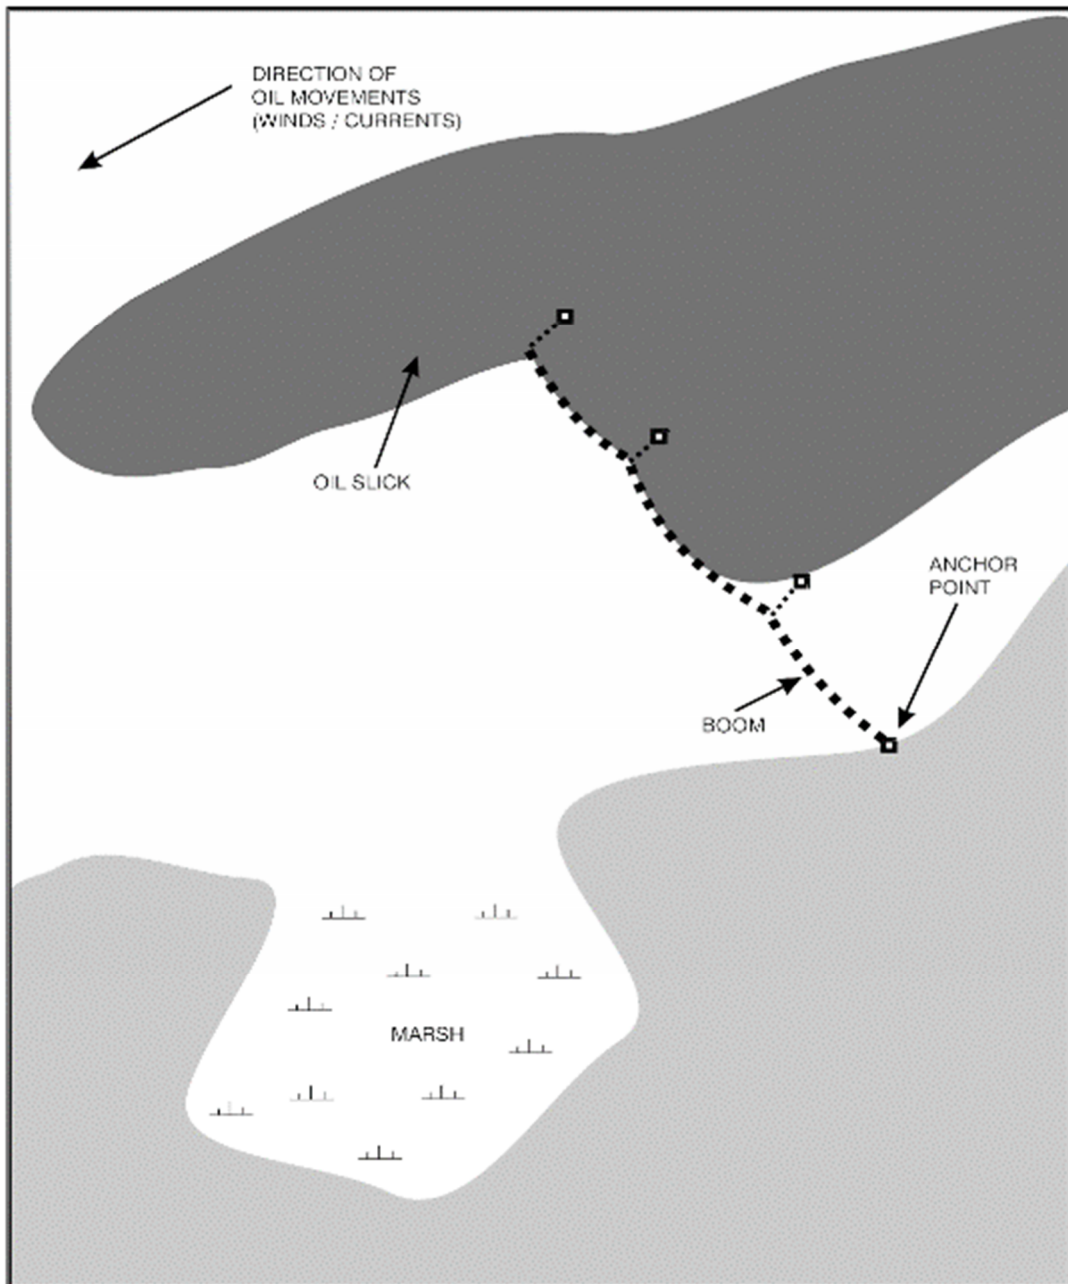 DIRECTION OF
OIL MOVEMENTS
(WINDS / CURRENTS)
OIL SLICK
ANCHOR
POINT
BOOM
MARSH